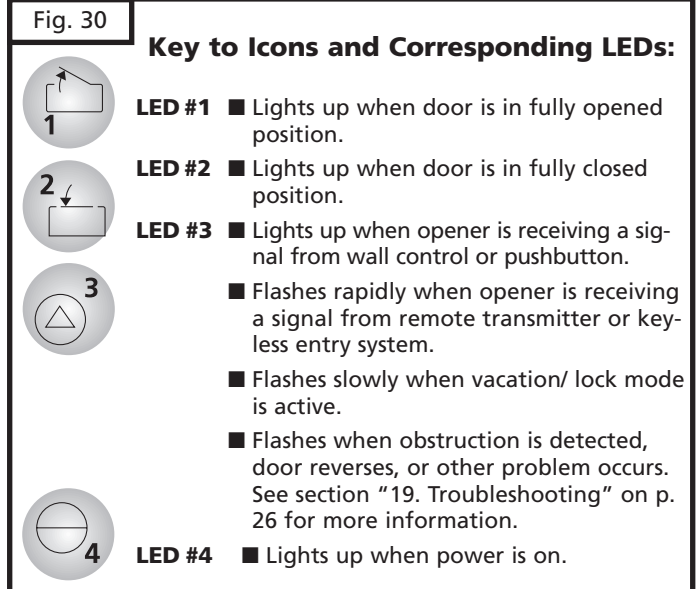 Fig. 30
Key to Icons and Corresponding LEDs:
1
LED #1 ■ Lights up when door is in fully opened
position.
2
LED #2 ■ Lights up when door is in fully closed
position.
3
LED #3 ■ Lights up when opener is receiving a sig-
nal from wall control or pushbutton.
■ Flashes rapidly when opener is receiving
a signal from remote transmitter or key-
less entry system.
■ Flashes slowly when vacation/ lock mode
is active.
■ Flashes when obstruction is detected,
door reverses, or other problem occurs.
See section “19. Troubleshooting” on p.
26 for more information.
4
LED #4 ■ Lights up when power is on.